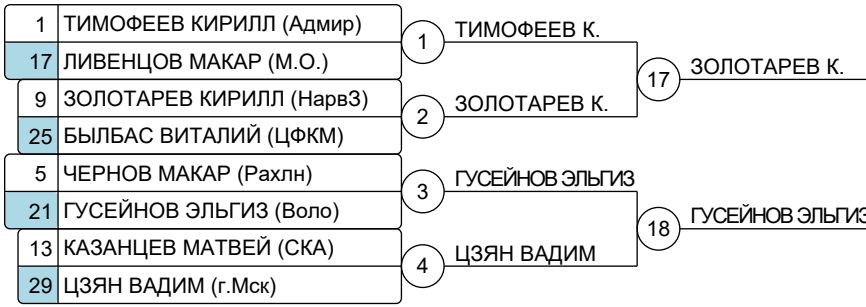 1 ТИМОФЕЕВ КИРИЛЛ (Адмир)
17 ЛИВЕНЦОВ МАКАР (М.О.)
9 ЗОЛОТАРЕВ КИРИЛЛ (НарвЗ)
25 БЫЛБАС ВИТАЛИЙ (ЦФКМ)
5 ЧЕРНОВ МАКАР (Рахлн)
21 ГУСЕЙНОВ ЭЛЬГИЗ (Воло)
13 КАЗАНЦЕВ МАТВЕЙ (СКА)
29 ЦЗЯН ВАДИМ (г.Мск)
1 ТИМОФЕЕВ К.
2 ЗОЛОТАРЕВ К.
3 ГУСЕЙНОВ ЭЛЬГИЗ
4 ЦЗЯН ВАДИМ
17 ЗОЛОТАРЕВ К.
18 ГУСЕЙНОВ ЭЛЬГИЗ